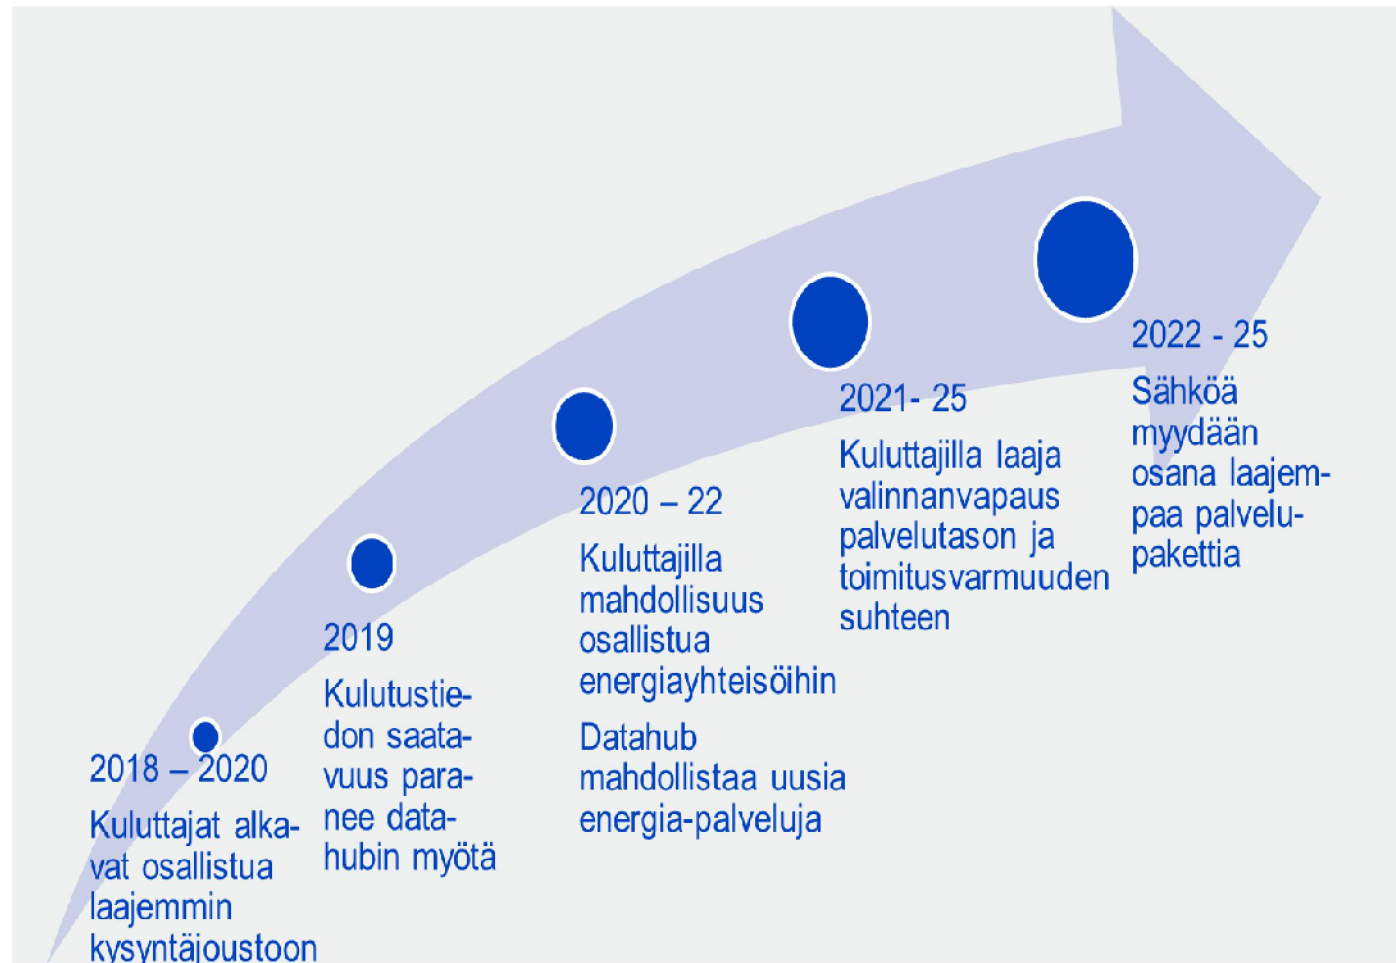 2018 – 2020
Kuluttajat alka-
vat osallistua
laajemmin
kysyntäjoustoon
2019
Kulutustie-
don saata-
vuus para-
nee data-
hubin myötä
2020 – 22
Kuluttajilla
mahdollisuus
osallistua
energiayhteisöihin
Datahub
mahdollistaa uusia
energia-palveluja
2021- 25
Kuluttajilla laaja
valinnanvapaus
palvelutason ja
toimitusvarmuuden
suhteen
2022 - 25
Sähköä
myydään
osana laajem-
paa palvelu-
pakettia